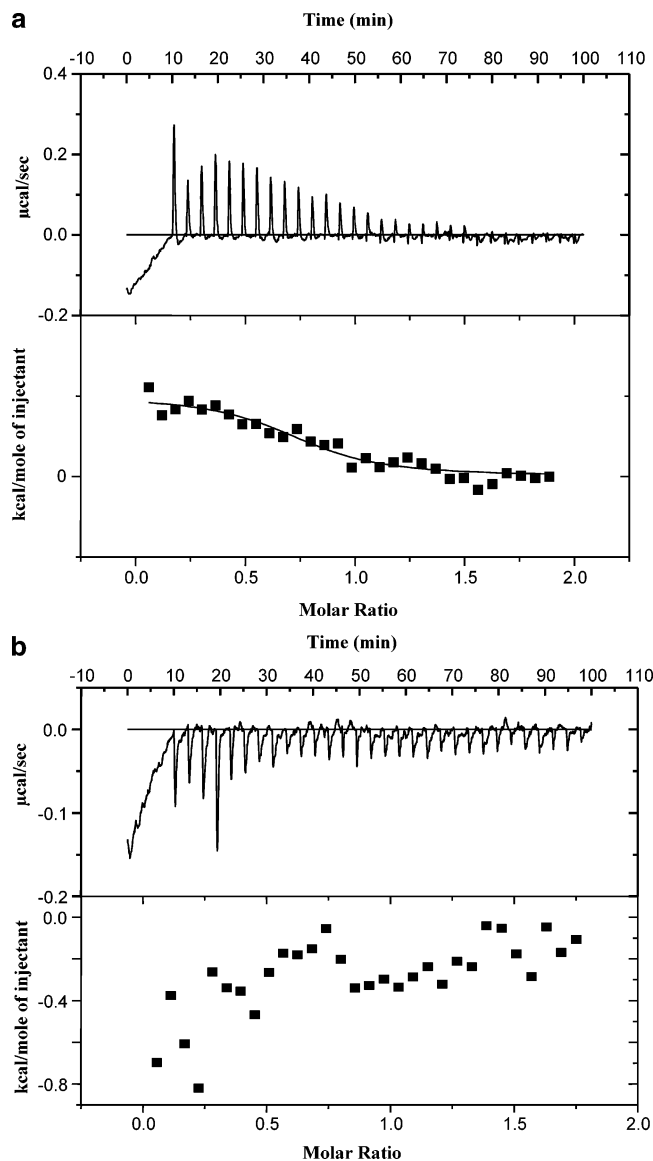 a
Time (min)
-10 0 10 20 30 40 50 60 70 80 90 100 110
0.4
0.2
0.0
-0.2
µcal/sec
0
kcal/mole of injectant
0.0 0.5 1.0 1.5 2.0
Molar Ratio
b
Time (min)
-10 0 10 20 30 40 50 60 70 80 90 100 110
0.0
-0.1
-0.2
µcal/sec
0.0
-0.4
-0.8
kcal/mole of injectant
0.0 0.5 1.0 1.5 2.0
Molar Ratio